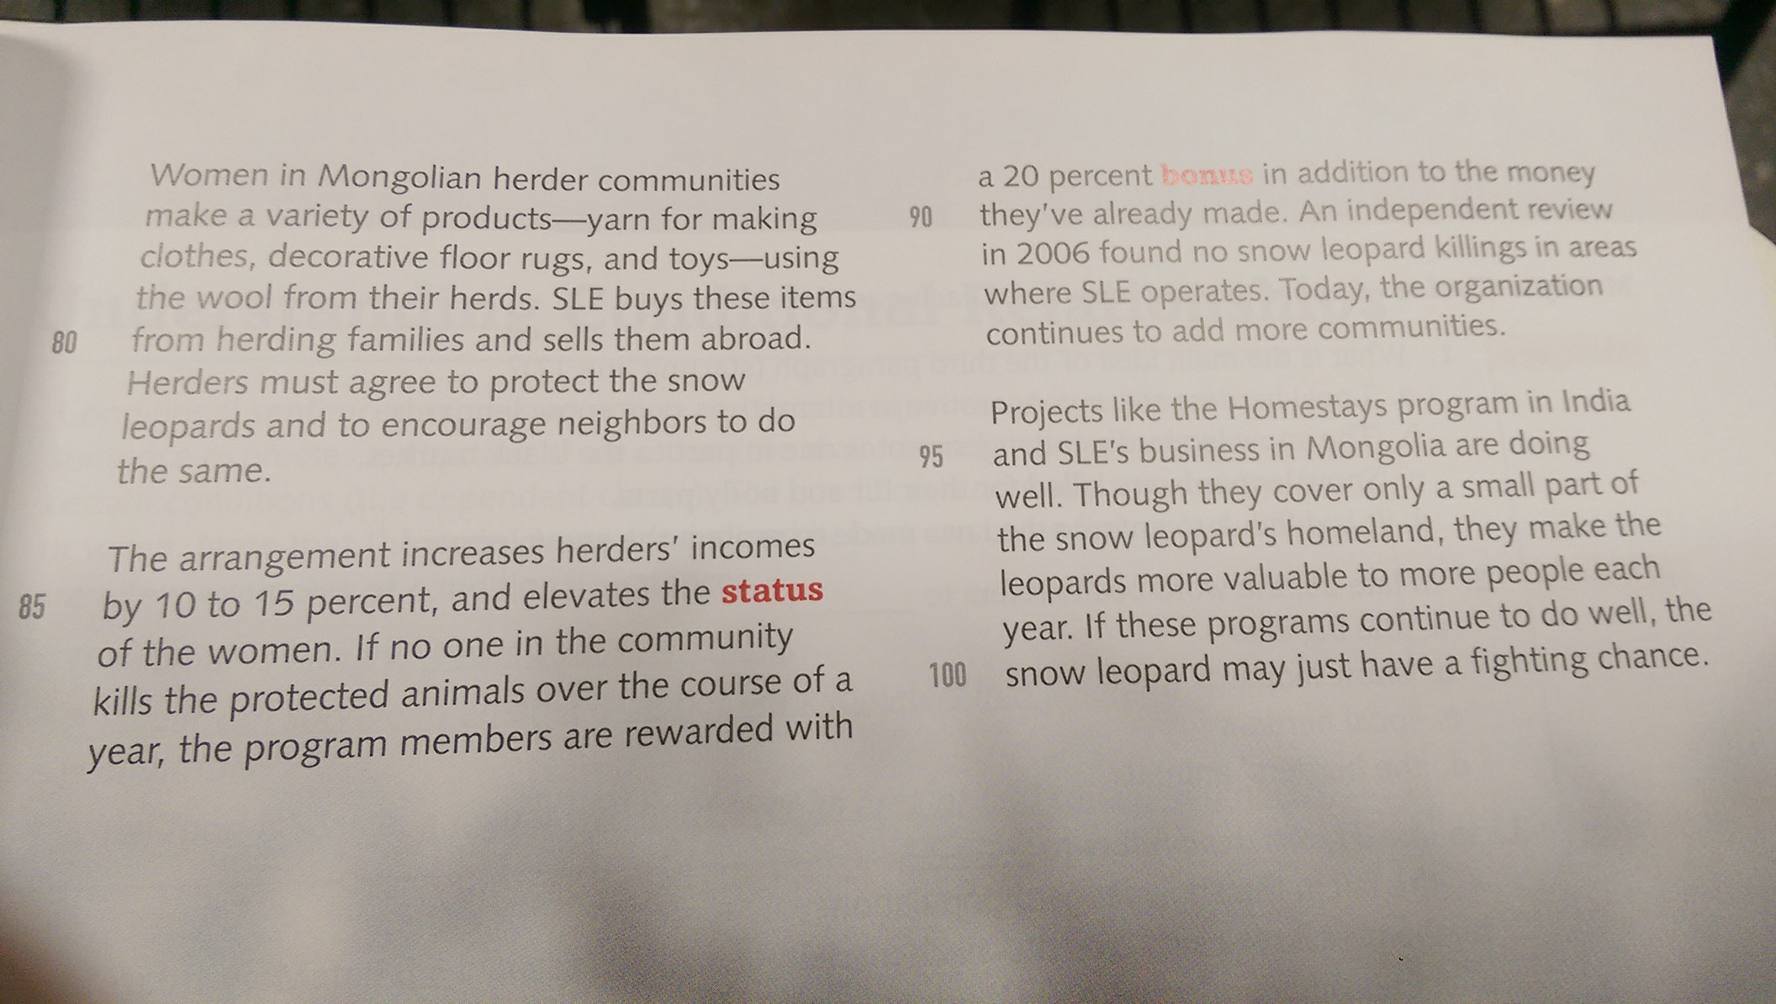 Women in Mongolian herder communities
make a variety of products—yarn for making
clothes, decorative floor rugs, and toys—using
the wool from their herds. SLE buys these items
80 from herding families and sells them abroad.
Herders must agree to protect the snow
leopards and to encourage neighbors to do
the same.
The arrangement increases herders' incomes
85 by 10 to 15 percent, and elevates the status
of the women. If no one in the community
kills the protected animals over the course of a
year, the program members are rewarded with
a 20 percent bonus in addition to the money
90 they've already made. An independent review
in 2006 found no snow leopard killings in areas
where SLE operates. Today, the organization
continues to add more communities.
Projects like the Homestays program in India
95 and SLE's business in Mongolia are doing
well. Though they cover only a small part of
the snow leopard's homeland, they make the
leopards more valuable to more people each
year. If these programs continue to do well, the
100 snow leopard may just have a fighting chance.